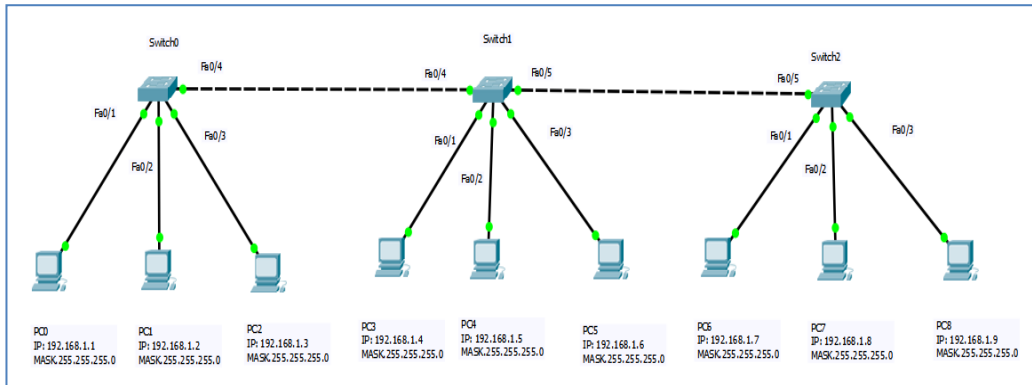 Switch0
Switch1
Switch2
Fa0/4
Fa0/4
Fa0/5
Fa0/5
Fa0/1
Fa0/2
Fa0/3
Fa0/1
Fa0/2
Fa0/3
Fa0/1
Fa0/2
Fa0/3
PC0
IP: 192.168.1.1
MASK.255.255.255.0
PC1
IP: 192.168.1.2
MASK.255.255.255.0
PC2
IP: 192.168.1.3
MASK.255.255.255.0
PC3
IP: 192.168.1.4
MASK.255.255.255.0
PC4
IP: 192.168.1.5
MASK.255.255.255.0
PC5
IP: 192.168.1.6
MASK.255.255.255.0
PC6
IP: 192.168.1.7
MASK.255.255.255.0
PC7
IP: 192.168.1.8
MASK.255.255.255.0
PC8
IP: 192.168.1.9
MASK.255.255.255.0